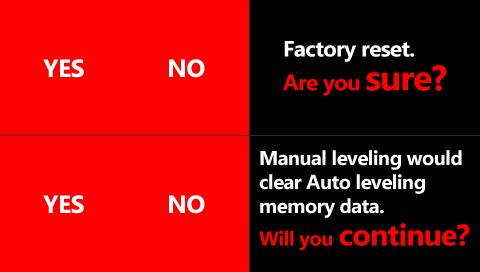 YES NO
Factory reset.
Are you sure?
YES NO
Manual leveling would
clear Auto leveling
memory data.
Will you continue?